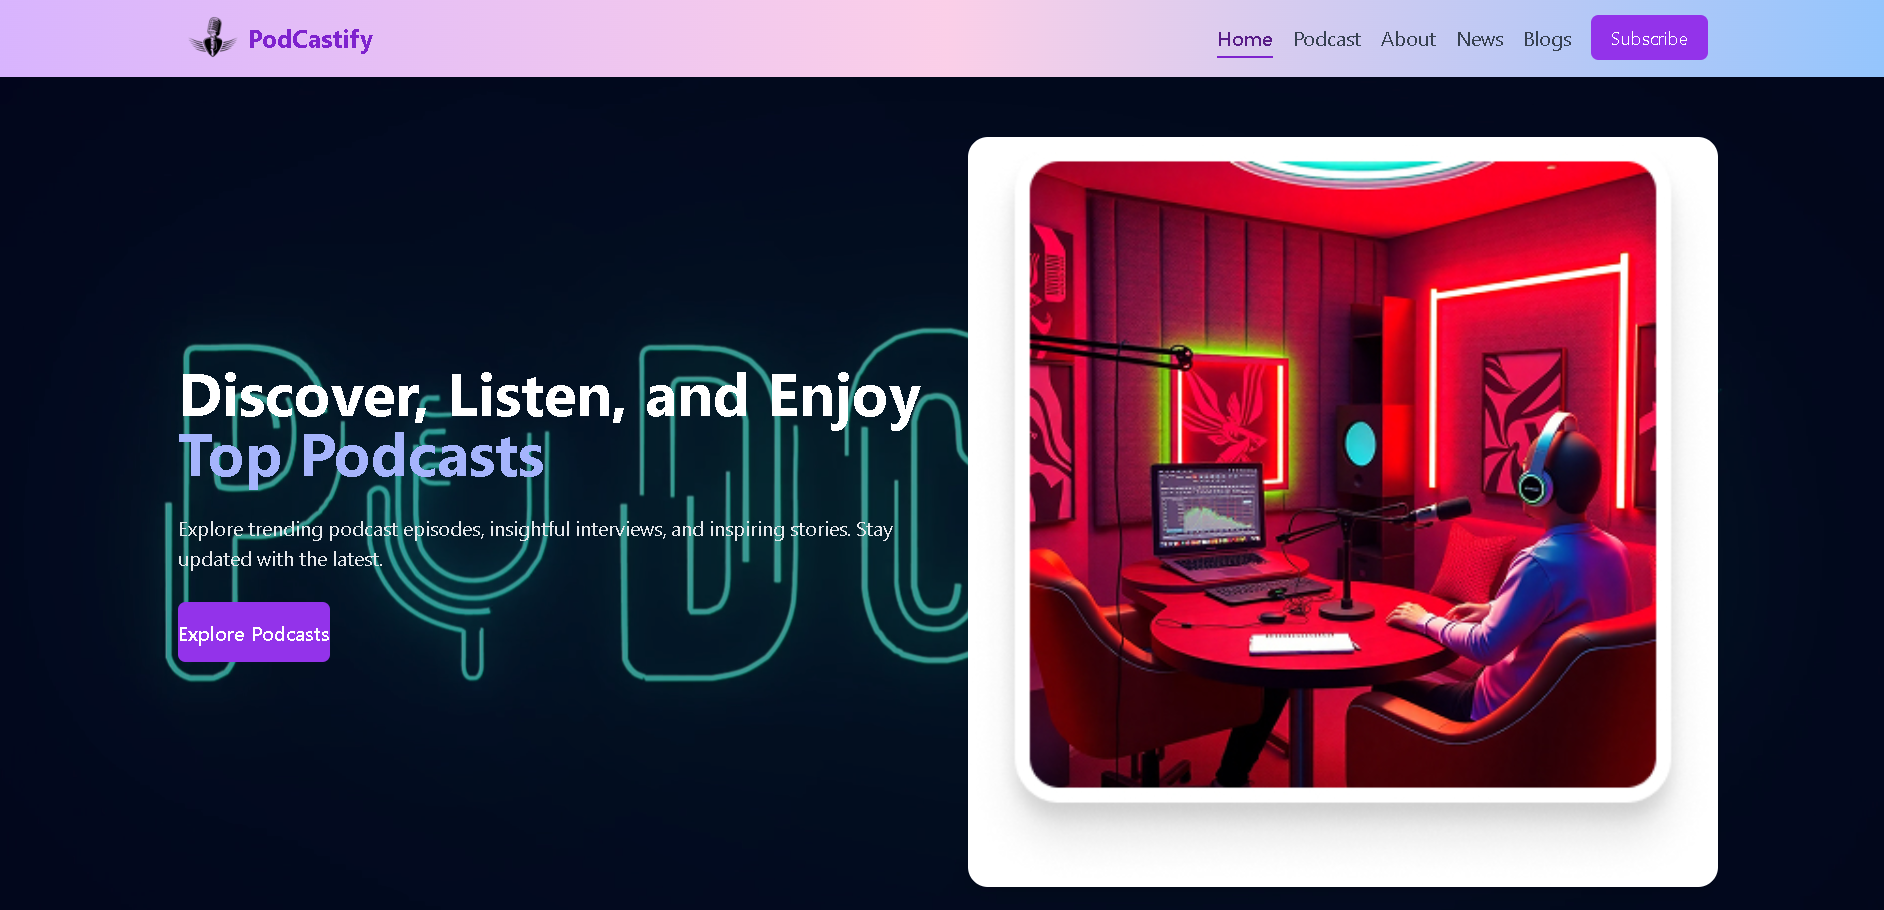 PodCastify
Home Podcast About News Blogs Subscribe
PODC
Discover, Listen, and Enjoy
Top Podcasts
Explore trending podcast episodes, insightful interviews, and inspiring stories. Stay
updated with the latest.
Explore Podcasts